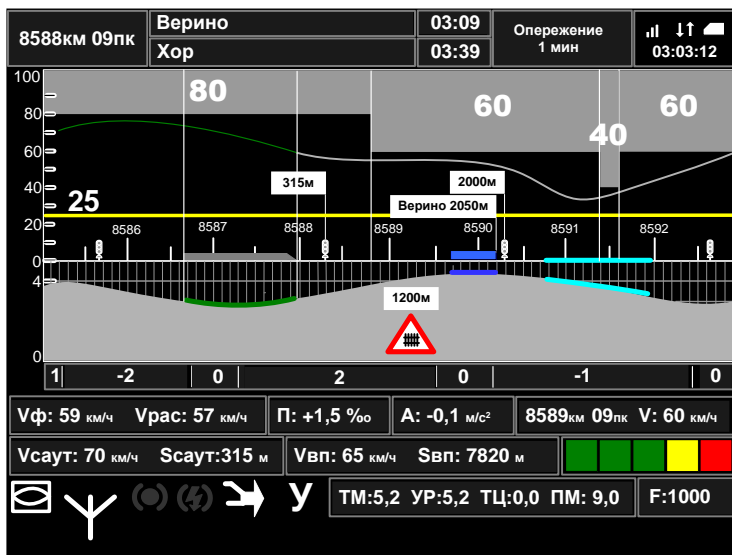 8588км 09пк
Верино 03:09
Хор 03:39
Опережение
1 мин
03:03:12
100
80
60
40
20
0
4
0
80
60
40
60
25
315м
2000м
Верино 2050м
8586 8587 8588 8589 8590 8591 8592
1200м
1 -2 0 2 0 -1 0
Vф: 59 км/ч Vрас: 57 км/ч
П: +1,5 %о
А: -0,1 м/с²
8589км 09пк V: 60 км/ч
Vсаут: 70 км/ч Sсаут:315 м
Vвп: 65 км/ч Sвп: 7820 м
У
ТМ:5,2 УР:5,2 ТЦ:0,0 ПМ: 9,0
F:1000